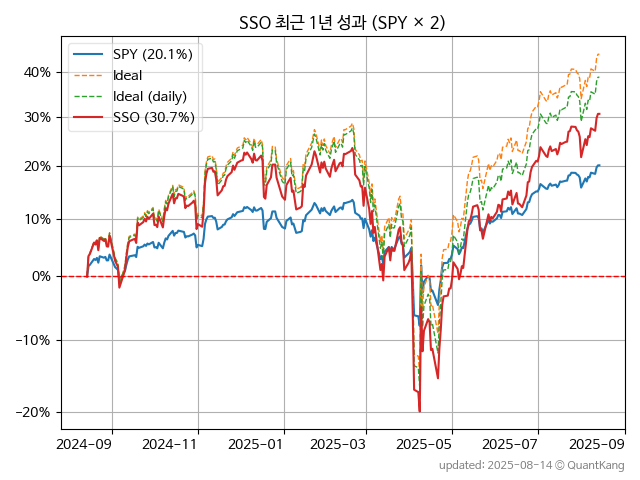 SSO 최근 1년 성과 (SPY × 2)
SPY (20.1%)
Ideal
Ideal (daily)
SSO (30.7%)
40%
30%
20%
10%
0%
−10%
−20%
2024-09
2024-11
2025-01
2025-03
2025-05
2025-07
2025-09
updated: 2025-08-14 © QuantKang